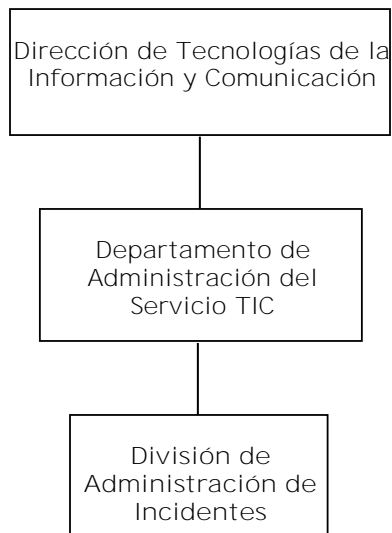 Dirección de Tecnologías de la
Información y Comunicación
Departamento de
Administración del
Servicio TIC
División de
Administración de
Incidentes